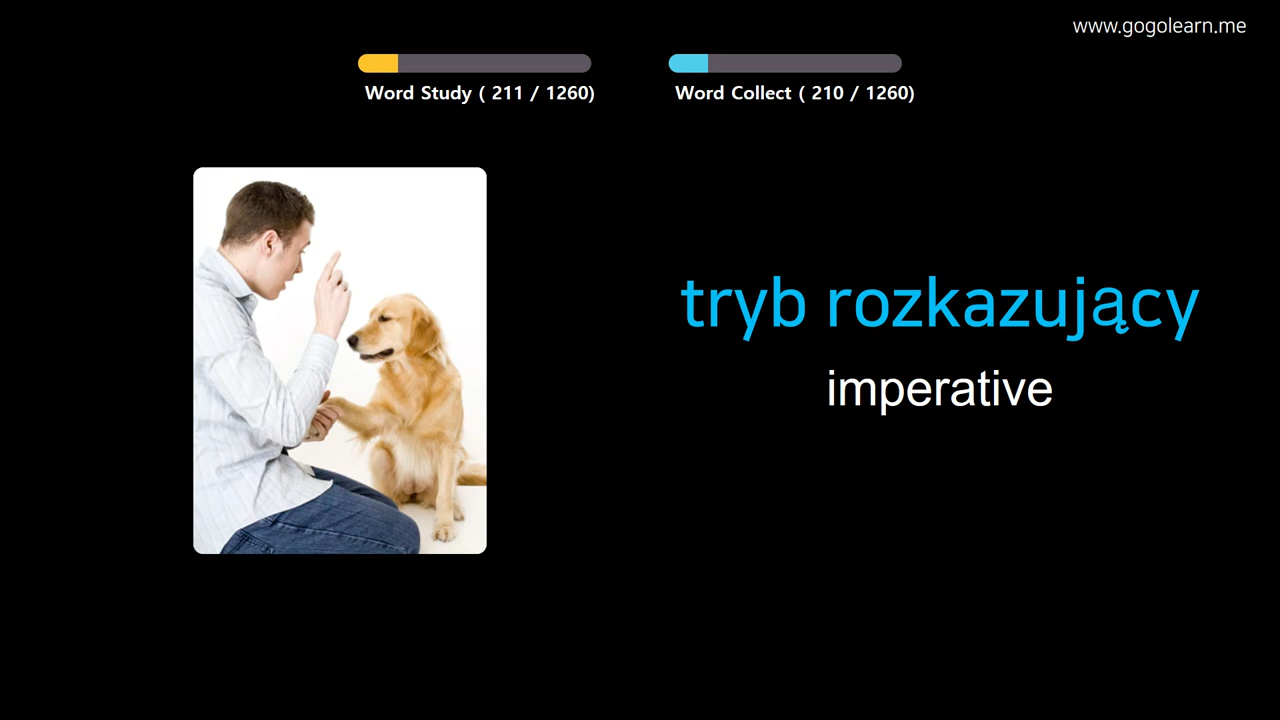 www.gogolearn.me
Word Study ( 211 / 1260)
Word Collect ( 210 / 1260)
tryb rozkazujący
imperative